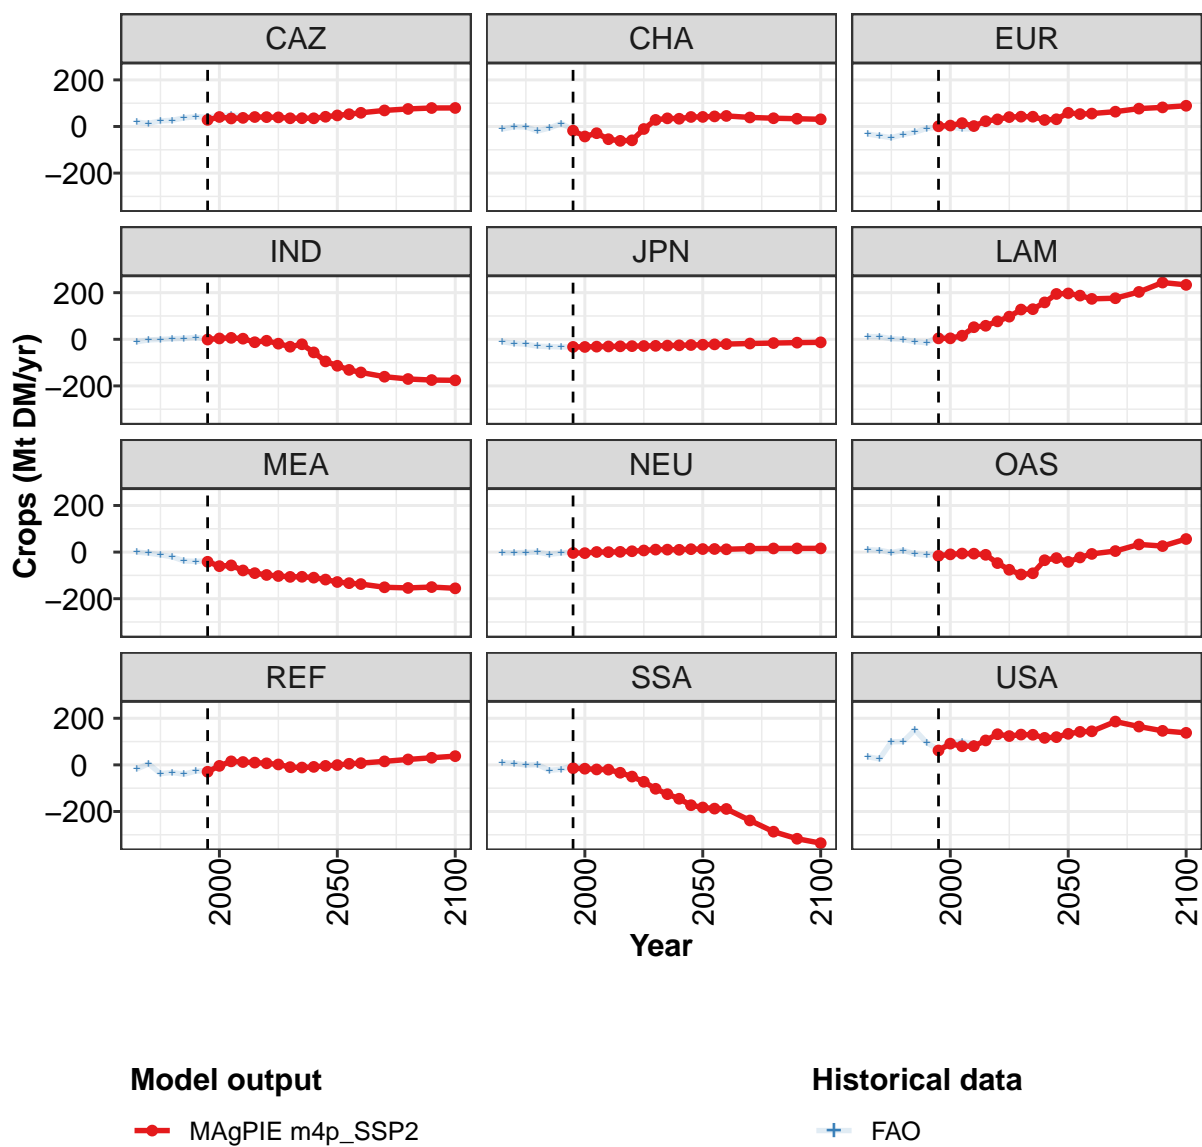 CAZ CHA EUR
200
0
−200
IND JPN LAM
200
0
−200
MEA NEU OAS
200
0
−200
REF SSA USA
200
0
−200
Crops (Mt DM/yr)
2000 2050 2100 2000 2050 2100 2000 2050 2100
Year
Model output Historical data
MAgPIE m4p_SSP2 FAO